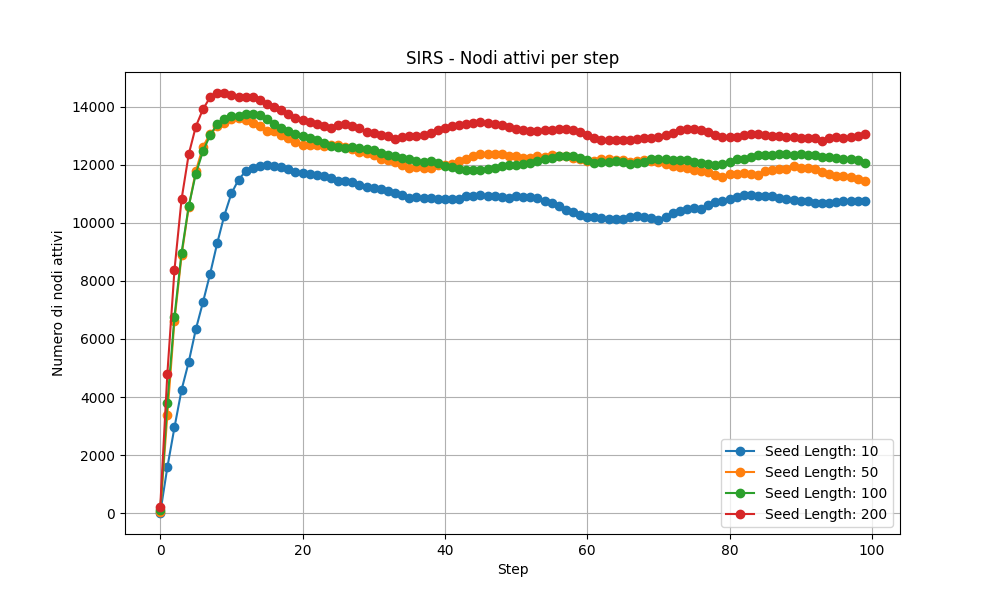 SIRS - Nodi attivi per step
Numero di nodi attivi
14000
12000
10000
8000
6000
4000
2000
0
0 20 40 60 80 100
Step
Seed Length: 10
Seed Length: 50
Seed Length: 100
Seed Length: 200